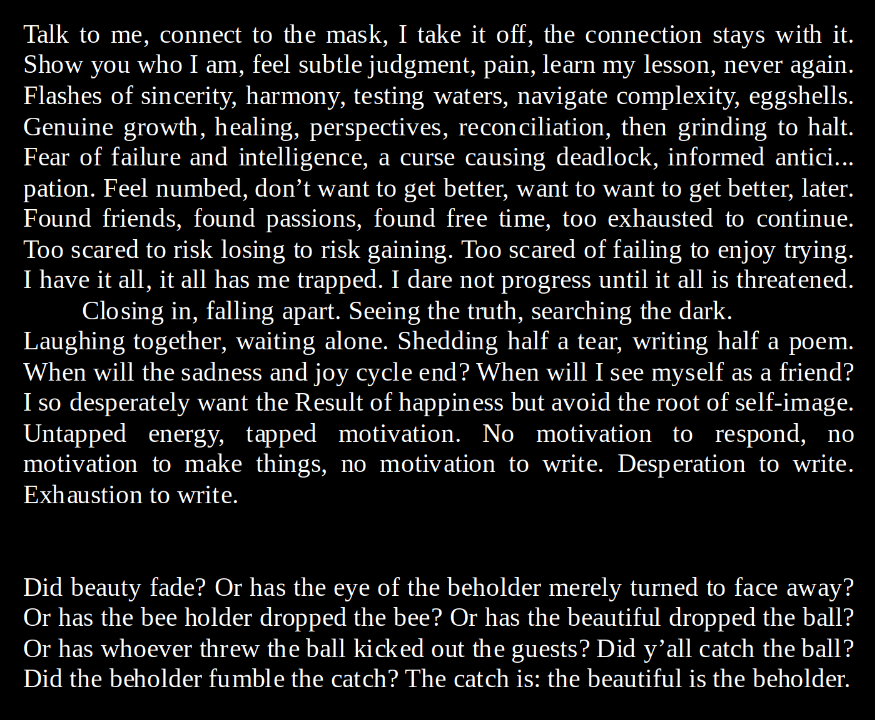 Talk to me, connect to the mask, I take it off, the connection stays with it.
Show you who I am, feel subtle judgment, pain, learn my lesson, never again.
Flashes of sincerity, harmony, testing waters, navigate complexity, eggshells.
Genuine growth, healing, perspectives, reconciliation, then grinding to halt.
Fear of failure and intelligence, a curse causing deadlock, informed antici...
pation. Feel numbed, don’t want to get better, want to want to get better, later.
Found friends, found passions, found free time, too exhausted to continue.
Too scared to risk losing to risk gaining. Too scared of failing to enjoy trying.
I have it all, it all has me trapped. I dare not progress until it all is threatened.
Closing in, falling apart. Seeing the truth, searching the dark.
Laughing together, waiting alone. Shedding half a tear, writing half a poem.
When will the sadness and joy cycle end? When will I see myself as a friend?
I so desperately want the Result of happiness but avoid the root of self-image.
Untapped energy, tapped motivation. No motivation to respond, no
motivation to make things, no motivation to write. Desperation to write.
Exhaustion to write.
Did beauty fade? Or has the eye of the beholder merely turned to face away?
Or has the bee holder dropped the bee? Or has the beautiful dropped the ball?
Or has whoever threw the ball kicked out the guests? Did y’all catch the ball?
Did the beholder fumble the catch? The catch is: the beautiful is the beholder.